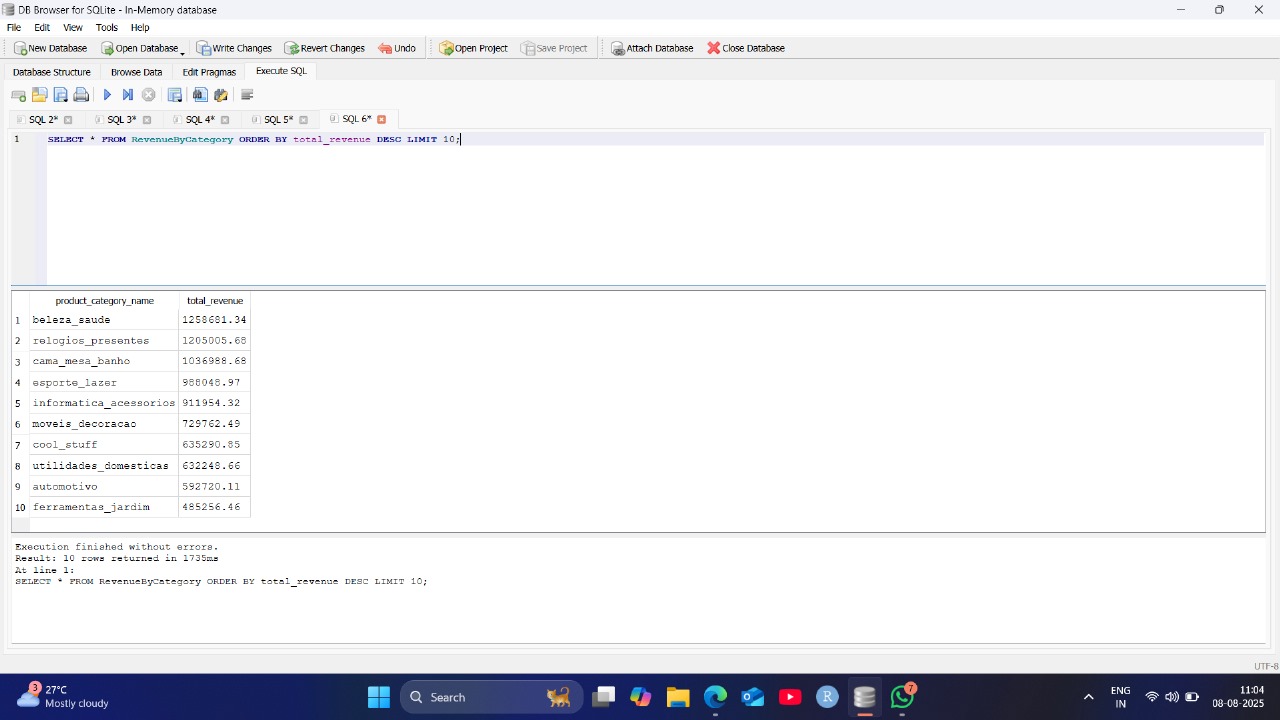 DB Browser for SQLite - In-Memory database
File Edit View Tools Help
New Database Open Database Write Changes Revert Changes Undo Open Project Save Project Attach Database Close Database
Database Structure Browse Data Edit Pragmas Execute SQL
SQL 2* SQL 3* SQL 4* SQL 5* SQL 6*
1 SELECT * FROM RevenueByCategory ORDER BY total_revenue DESC LIMIT 10;
product_category_name total_revenue
1 beleza_saude 1258681.34
2 relogios_presentes 1205005.68
3 cama_mesa_banho 1036988.68
4 esporte_lazer 988048.97
5 informatica_acessorios 911954.32
6 moveis_decoracao 729762.49
7 cool_stuff 635290.85
8 utilidades_domesticas 632248.66
9 automotivo 592720.11
10 ferramentas_jardim 485256.46
Execution finished without errors.
Result: 10 rows returned in 1735ms
At line 1:
SELECT * FROM RevenueByCategory ORDER BY total_revenue DESC LIMIT 10;
UTF-8
3 27°C
Mostly cloudy
Search
R
7
ENG
IN
11:04
08-08-2025